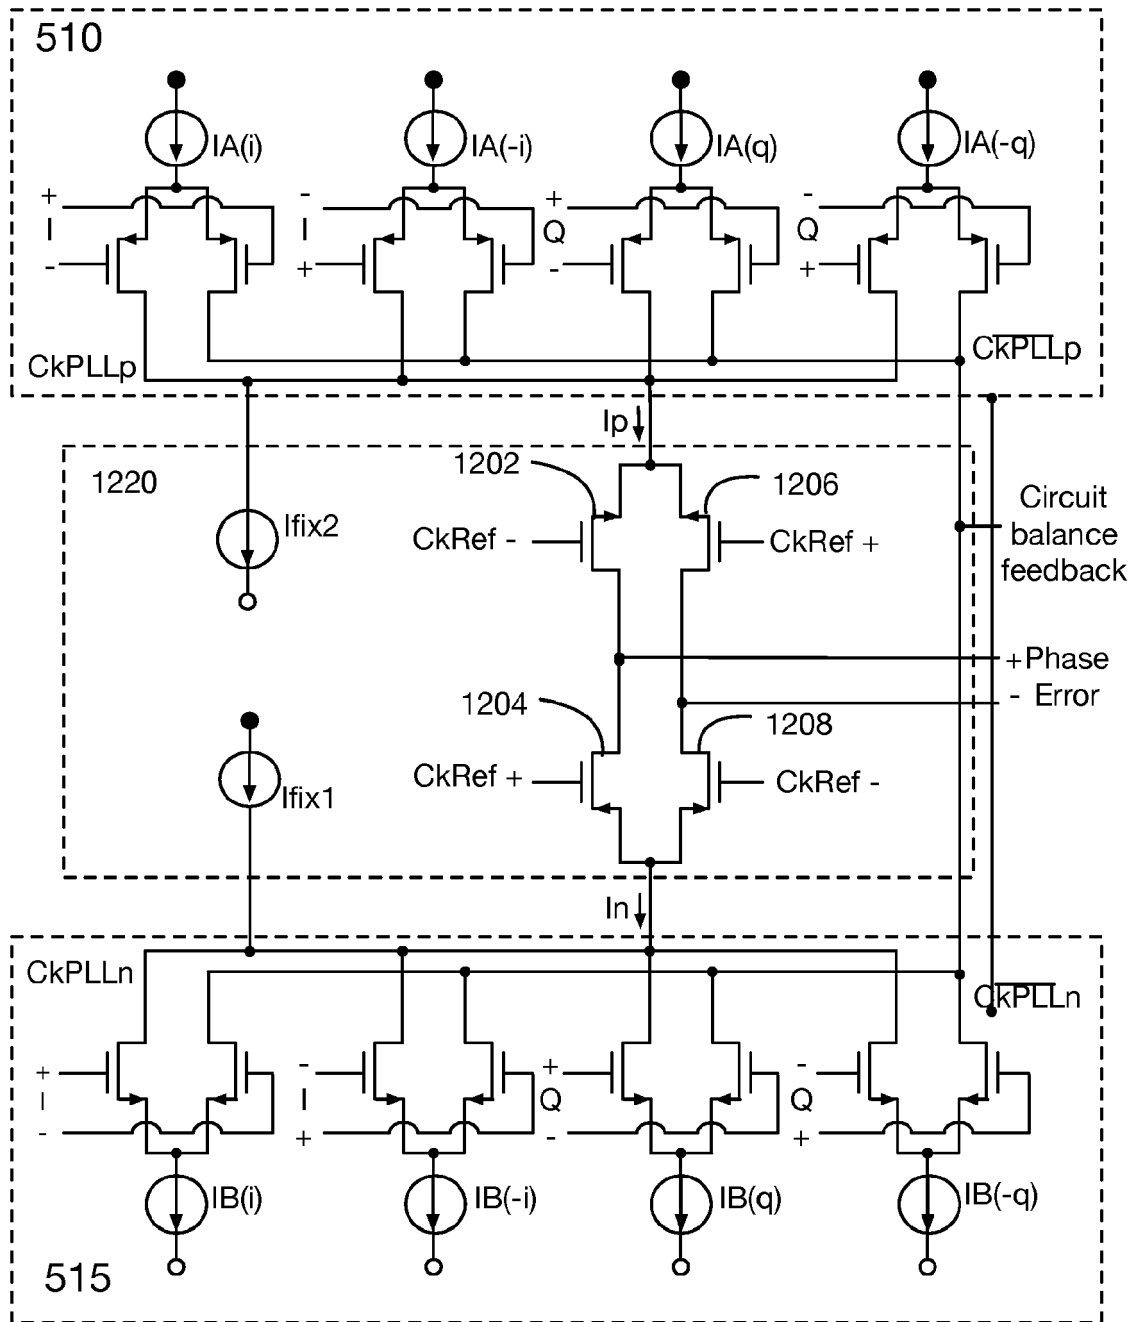 510
IA(i)
IA(-i)
IA(q)
IA(-q)
+
I
-
-
I
+
+
Q
-
-
Q
+
CkPLLp
CkPLLp
Ip
1220
1202
1206
Ifix2
CkRef -
CkRef +
Circuit
balance
feedback
+Phase
- Error
1204
1208
Ifix1
CkRef +
CkRef -
In
CkPLLn
CkPLLn
+
I
-
-
I
+
+
Q
-
-
Q
+
IB(i)
IB(-i)
IB(q)
IB(-q)
515